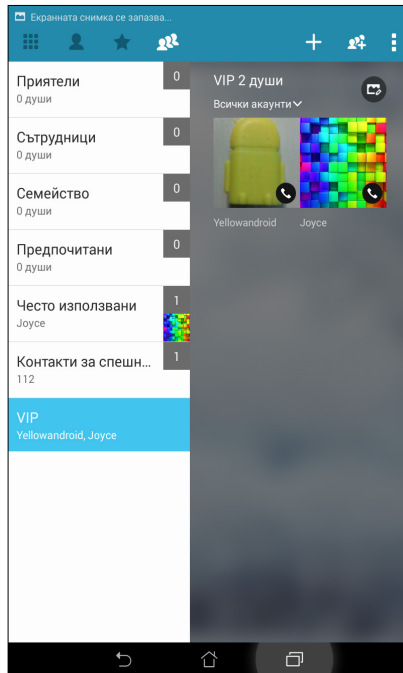 Екранната снимка се запазва...
Приятели
0
0 души
Сътрудници
0
0 души
Семейство
0
0 души
Предпочитани
0
0 души
Често използвани
1
Joyce
Контакти за спешн...
1
112
VIP
Yellowandroid, Joyce
VIP 2 души
Всички акаунти
Yellowandroid
Joyce